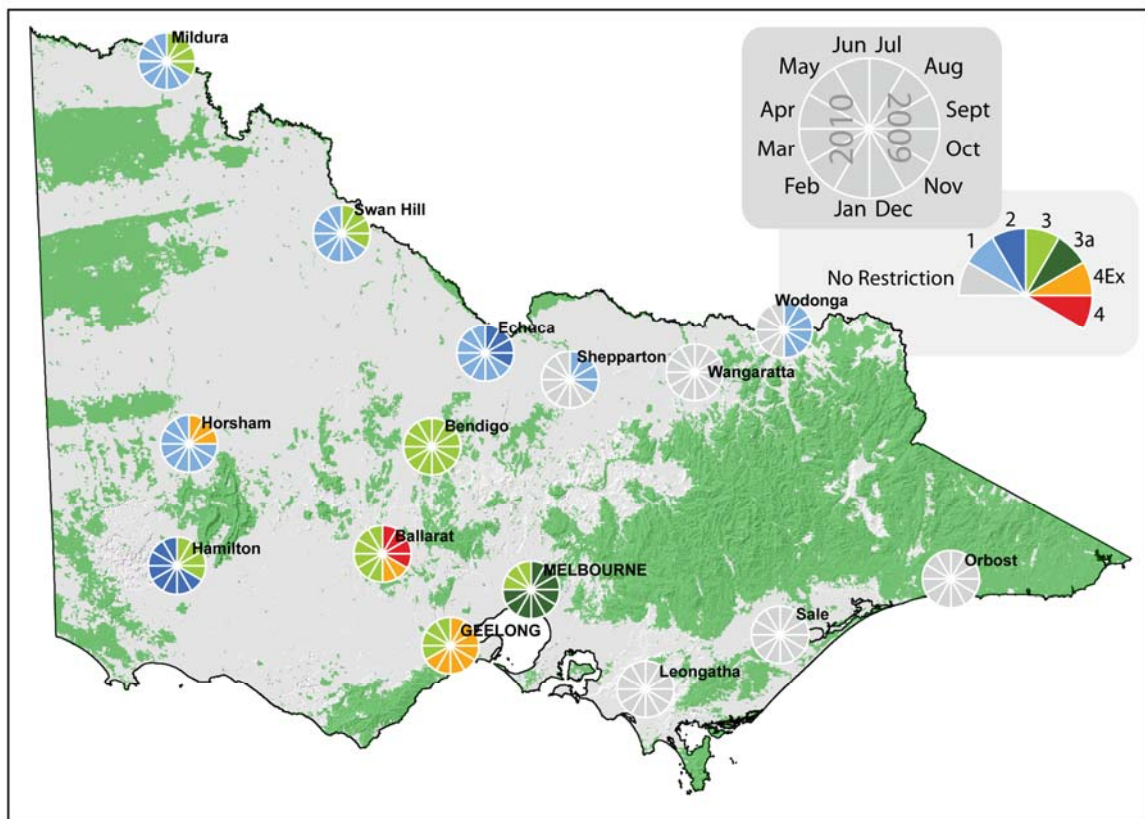 Mildura
Jun Jul
May Aug
Apr Sept
2010 2009
Mar Oct
Feb Nov
Jan Dec
Swan Hill
2 3
1 3a
No Restriction 4Ex
4
Wodonga
Echuca
Shepparton
Wangaratta
Horsham
Bendigo
Ballarat
Hamilton
MELBOURNE
Orbost
Sale
GEELONG
Leongatha